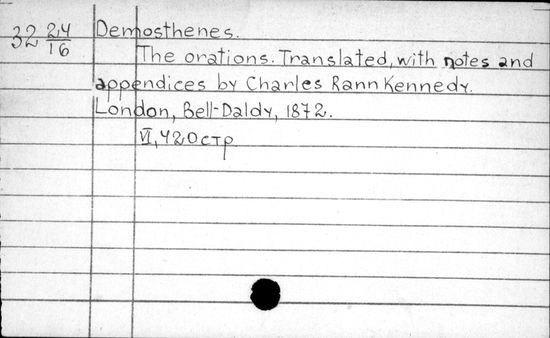 32 24/16
Demosthenes.
The orations. Translated, with notes and
appendices by Charles Rann Kennedy.
London, Bell-Daldy, 1872.
VI, 420 стр